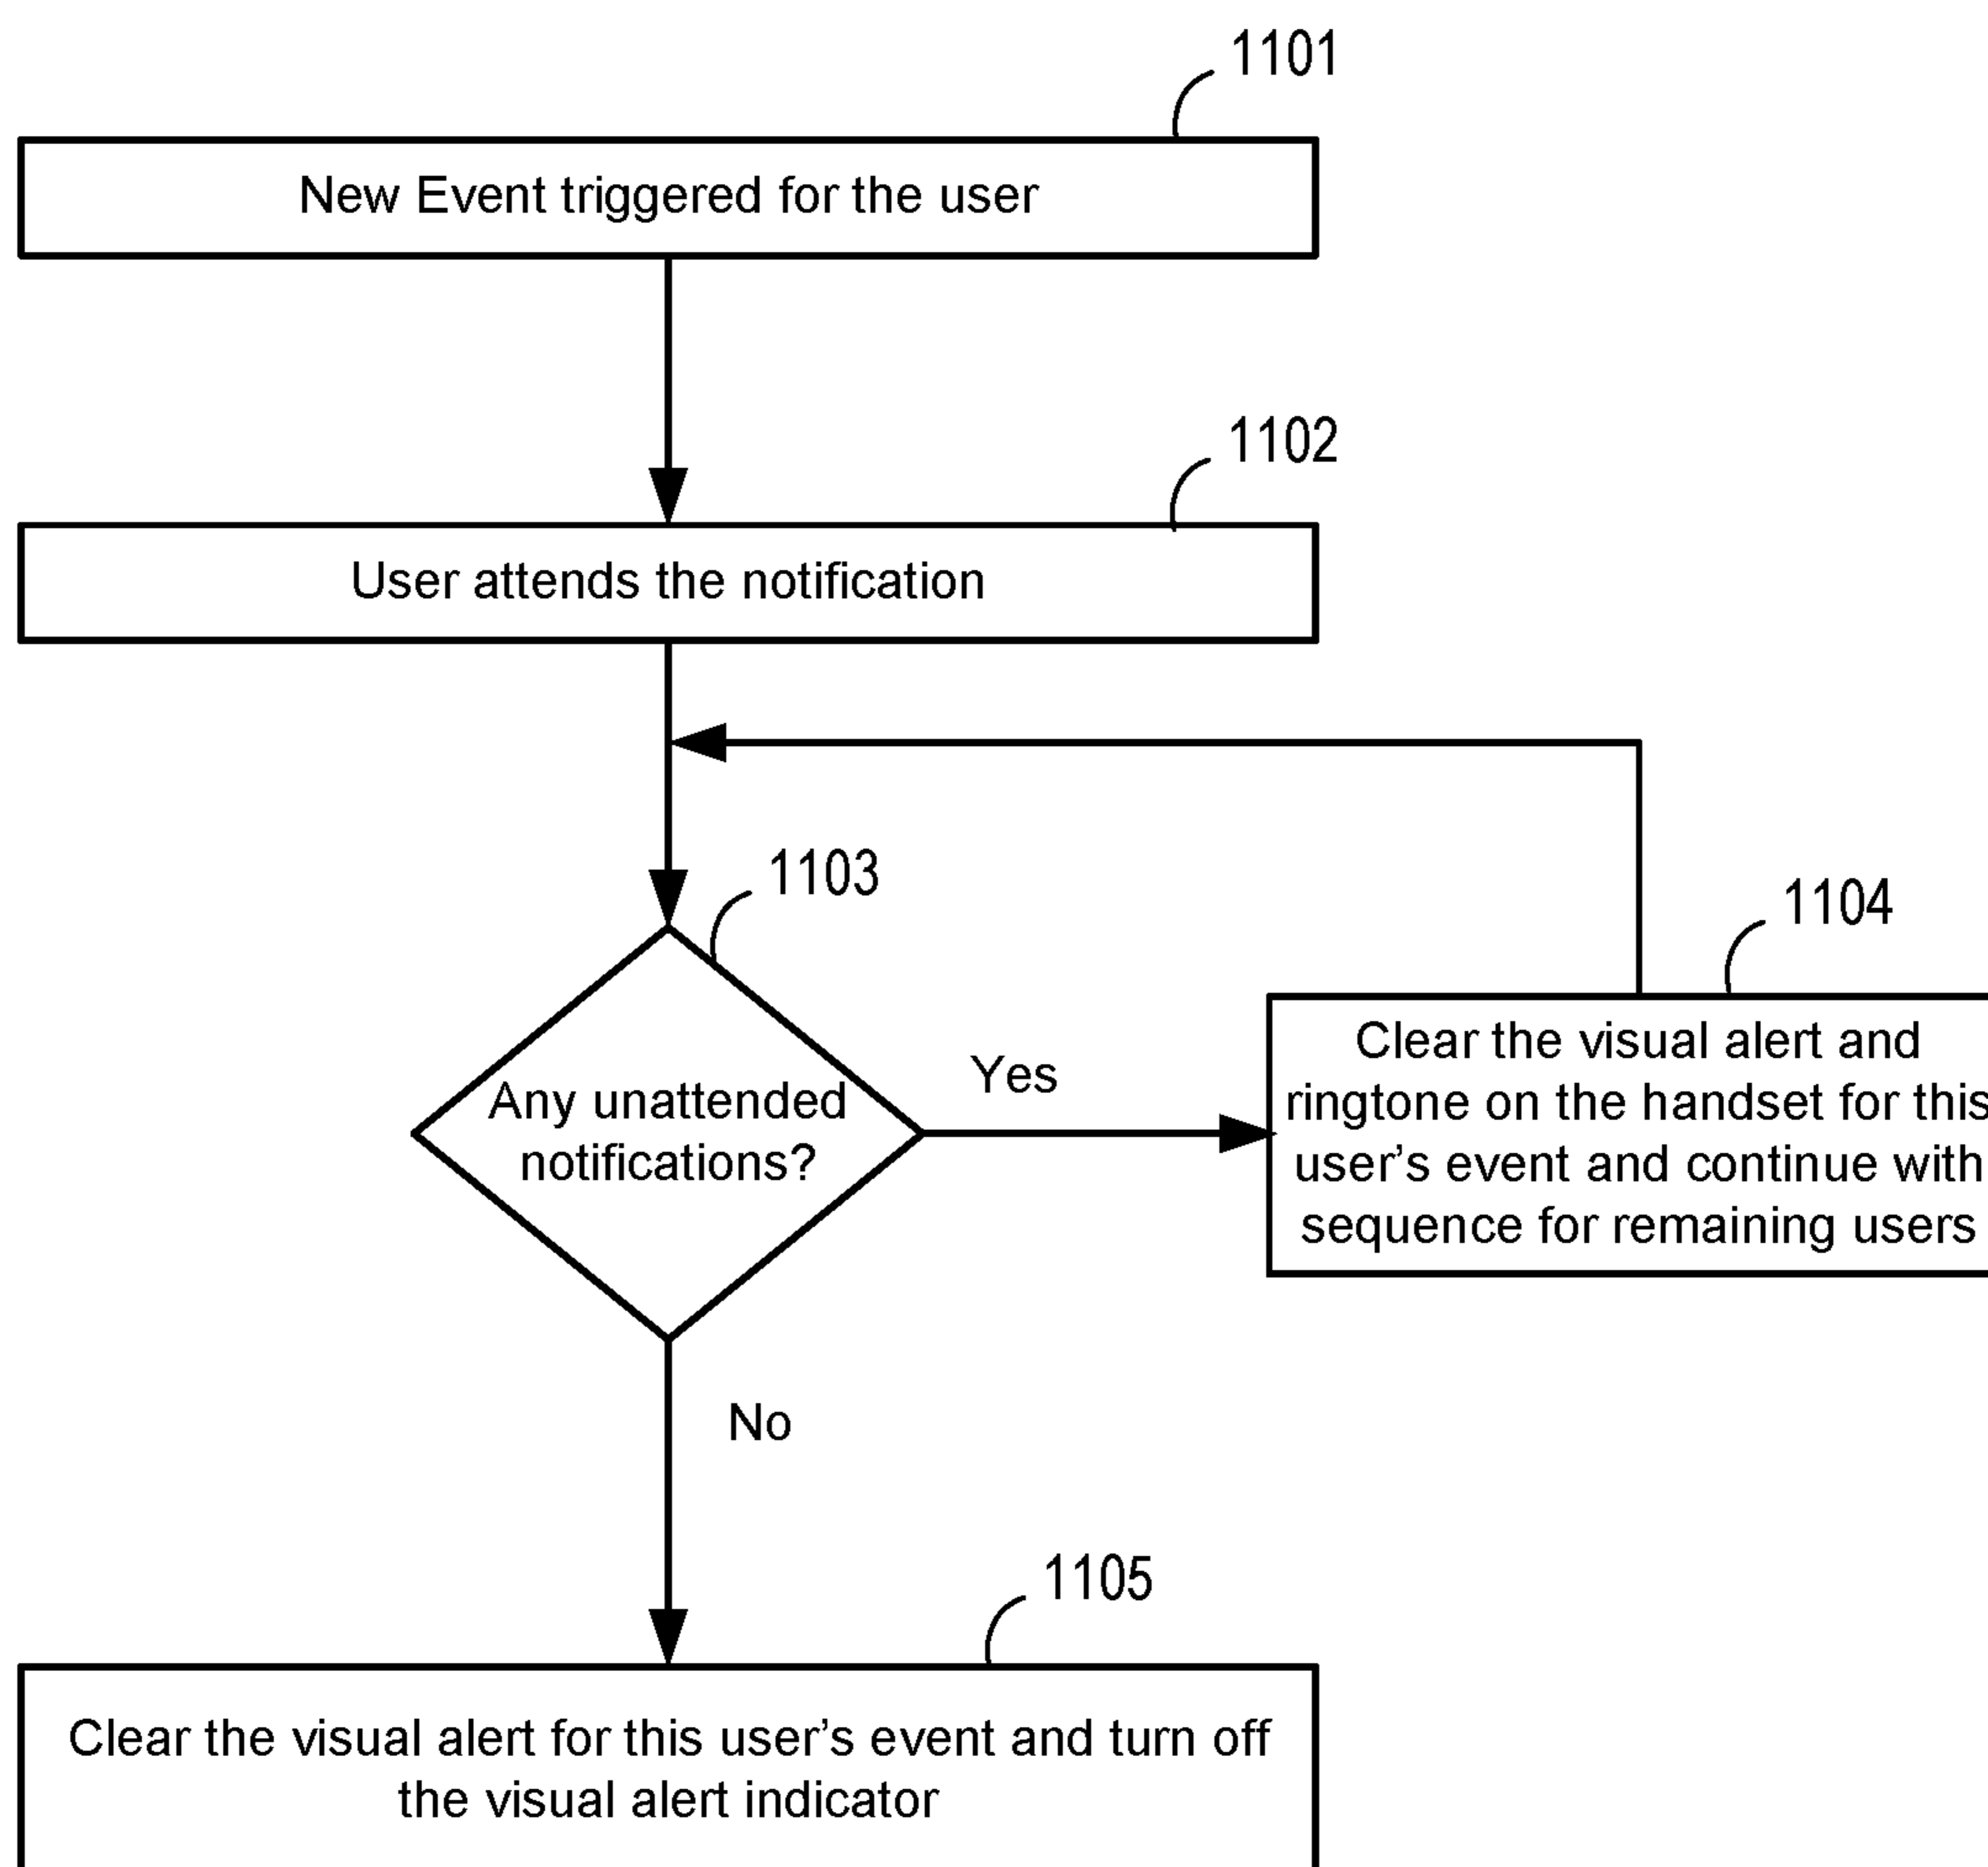 1101
New Event triggered for the user
1102
User attends the notification
1103
Any unattended
notifications?
Yes
1104
Clear the visual alert and
ringtone on the handset for this
user's event and continue with
sequence for remaining users
No
1105
Clear the visual alert for this user's event and turn off
the visual alert indicator